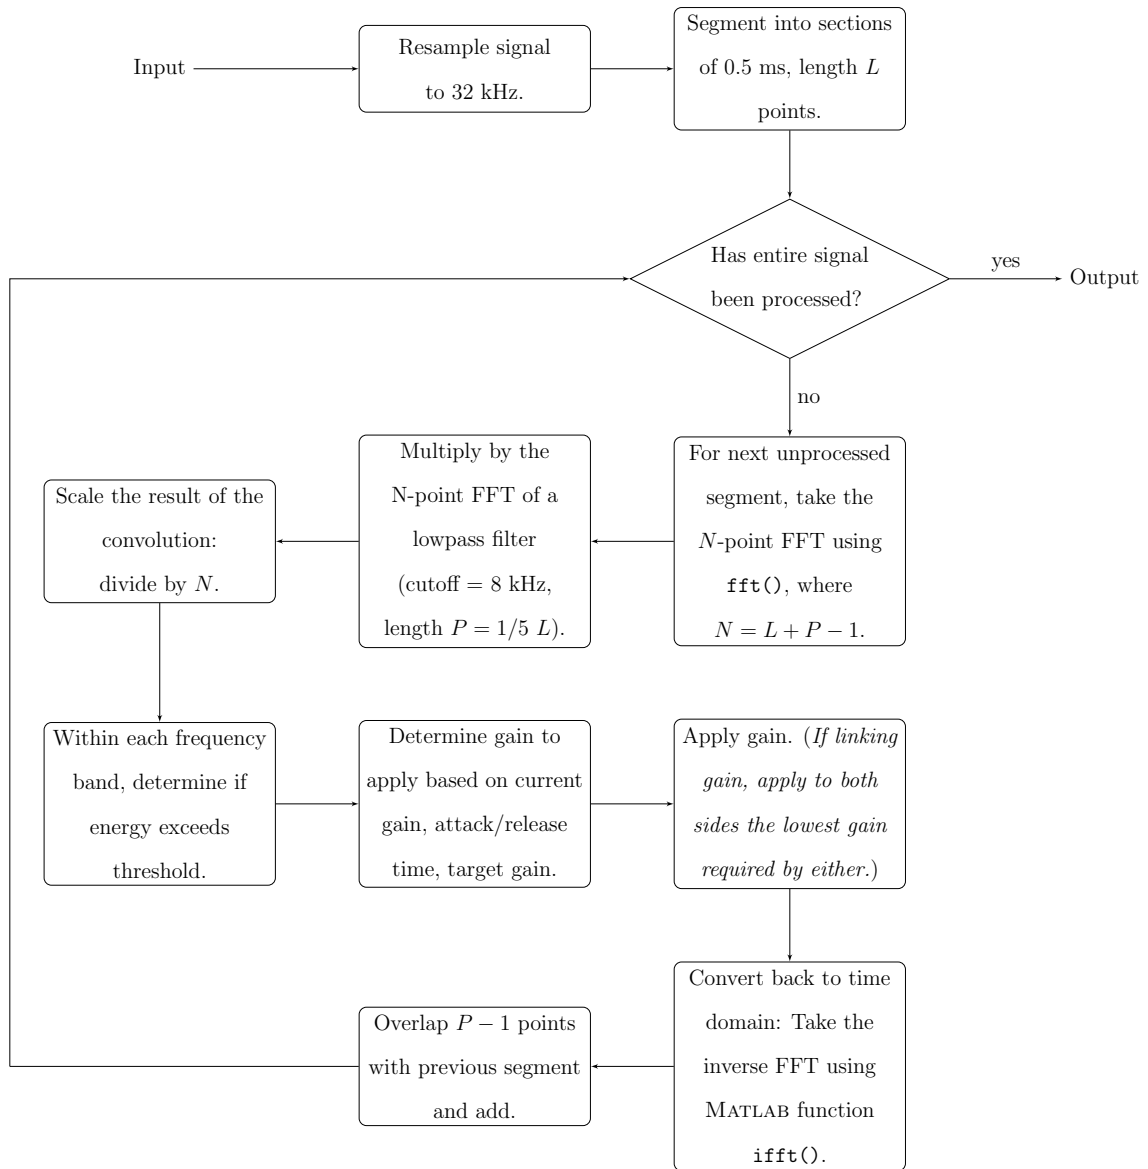 Input
Resample signal
to 32 kHz.
Segment into sections
of 0.5 ms, length L
points.
Has entire signal
been processed?
yes
Output
no
For next unprocessed
segment, take the
N-point FFT using
fft(), where
N = L + P − 1.
Multiply by the
N-point FFT of a
lowpass filter
(cutoff = 8 kHz,
length P = 1/5 L).
Scale the result of the
convolution:
divide by N.
Within each frequency
band, determine if
energy exceeds
threshold.
Determine gain to
apply based on current
gain, attack/release
time, target gain.
Apply gain. (If linking
gain, apply to both
sides the lowest gain
required by either.)
Convert back to time
domain: Take the
inverse FFT using
MATLAB function
ifft().
Overlap P − 1 points
with previous segment
and add.